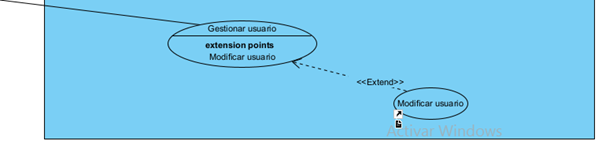 Gestionar usuario
extension points
Modificar usuario
<<Extend>>
Modificar usuario
Activar Windows